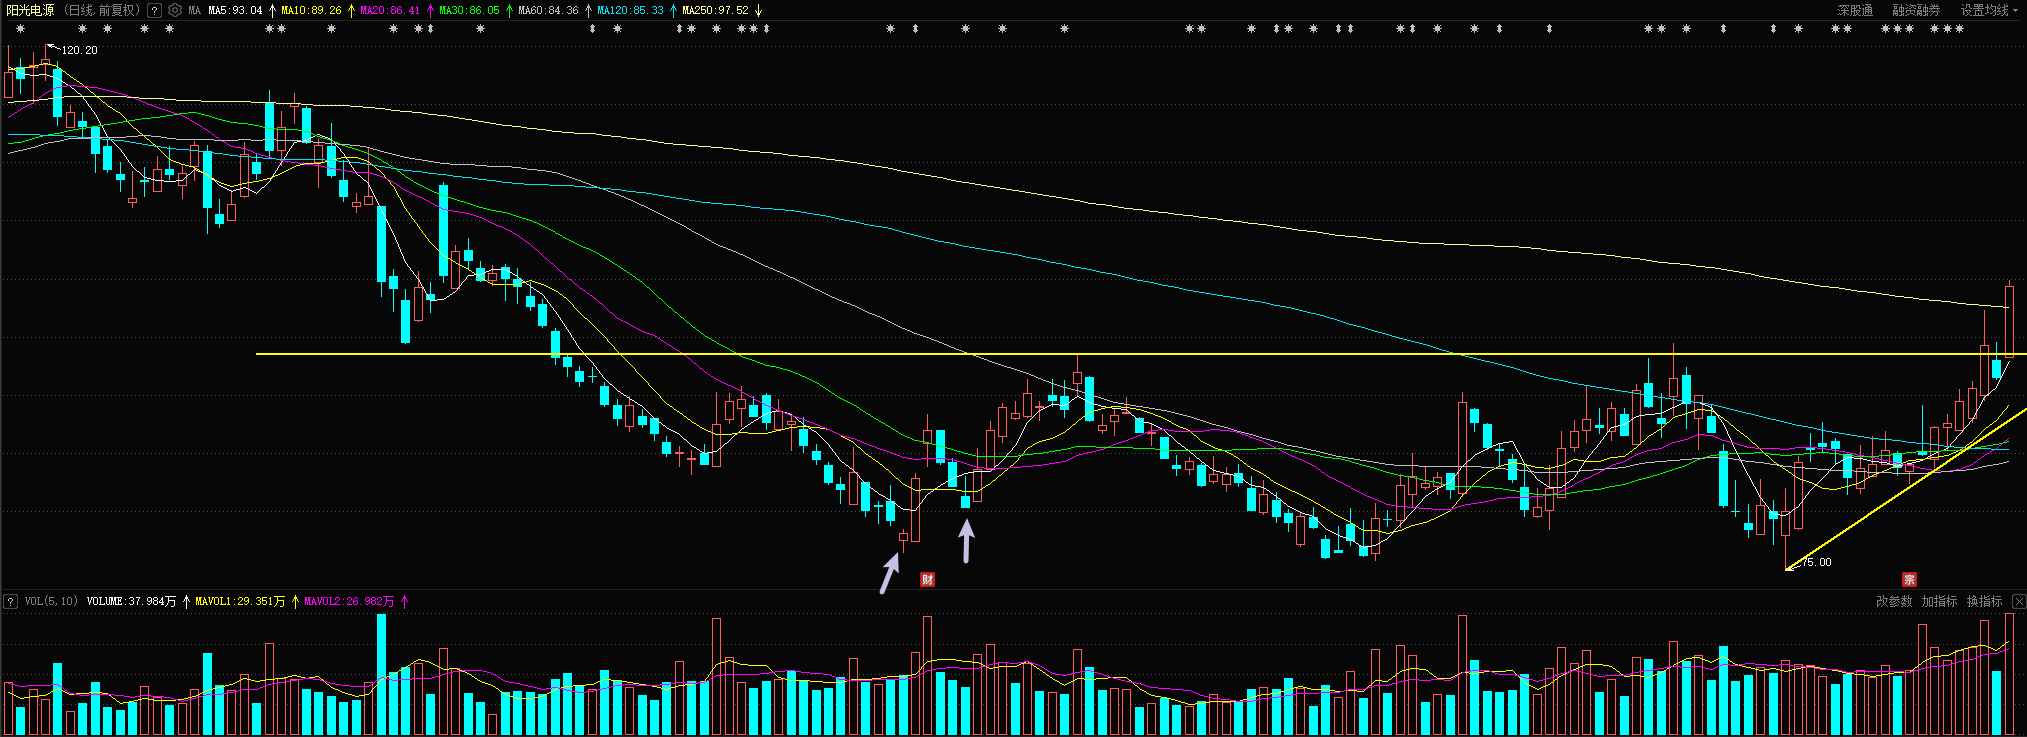 阳光电源 (日线,前复权) ? MA MA5:93.04 ↑ MA10:89.26 ↑ MA20:86.41 ↑ MA30:86.05 ↑ MA60:84.36 ↑ MA120:85.33 ↑ MA250:97.52 ↓ 深股通 融资融券 设置均线
120.20
75.00
财 宗
? VOL(5,10) VOLUME:37.984万 ↑ MAVOL1:29.351万 ↑ MAVOL2:26.982万 ↑ 改参数 加指标 换指标